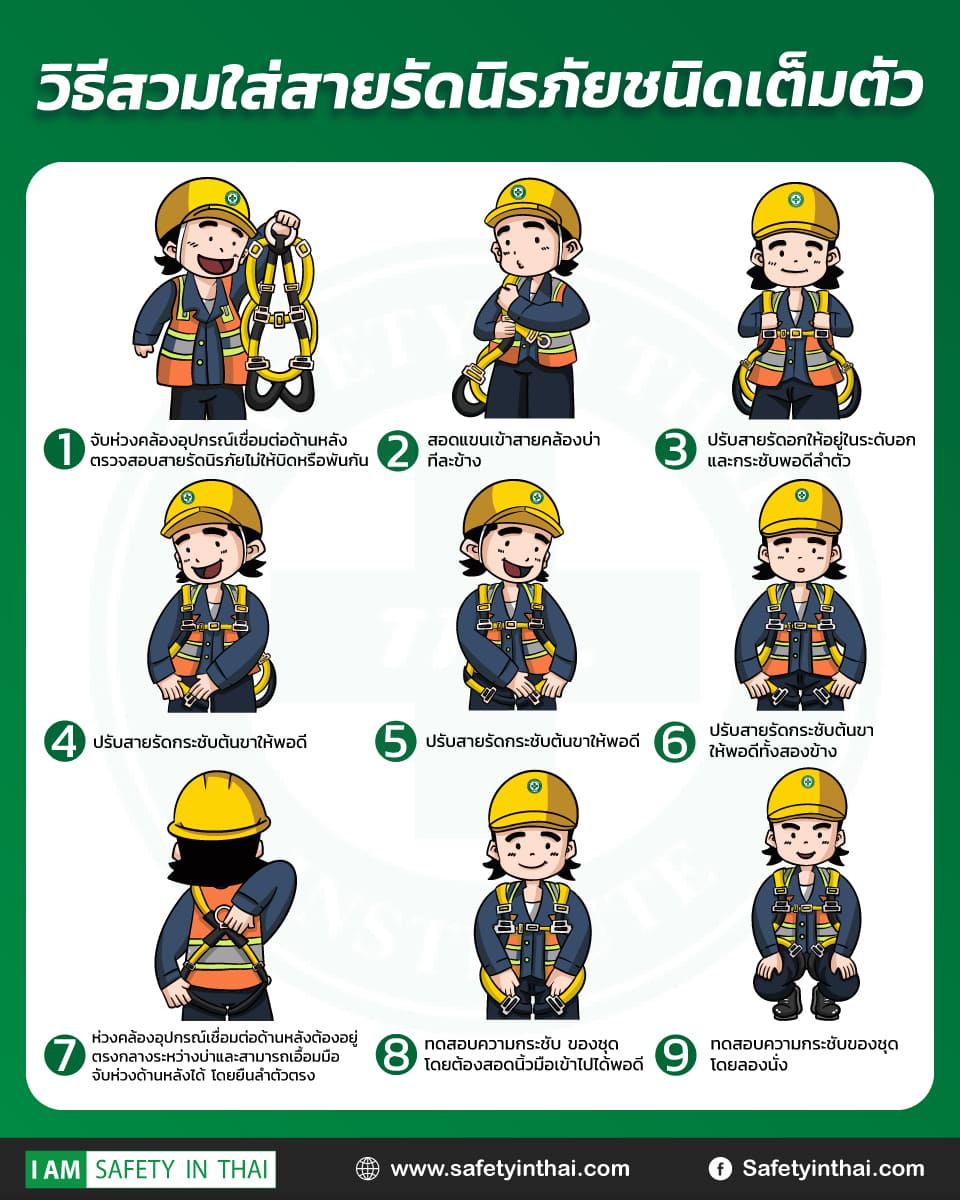 วิธีสวมใส่สายรัดนิรภัยชนิดเต็มตัว
1 จับห่วงคล้องอุปกรณ์เชื่อมต่อด้านหลัง
ตรวจสอบสายรัดนิรภัยไม่ให้บิดหรือพันกัน
2 สอดแขนเข้าสายคล้องบ่า
ทีละข้าง
3 ปรับสายรัดอกให้อยู่ในระดับอก
และกระชับพอดีลำตัว
4 ปรับสายรัดกระชับต้นขาให้พอดี
5 ปรับสายรัดกระชับต้นขาให้พอดี
6 ปรับสายรัดกระชับต้นขา
ให้พอดีทั้งสองข้าง
7 ห่วงคล้องอุปกรณ์เชื่อมต่อด้านหลังต้องอยู่
ตรงกลางระหว่างบ่าและสามารถเอื้อมมือ
จับห่วงด้านหลังได้ โดยยืนลำตัวตรง
8 ทดสอบความกระชับ ของชุด
โดยต้องสอดนิ้วมือเข้าไปได้พอดี
9 ทดสอบความกระชับของชุด
โดยลองนั่ง
I AM SAFETY IN THAI
www.safetyinthai.com
Safetyinthai.com